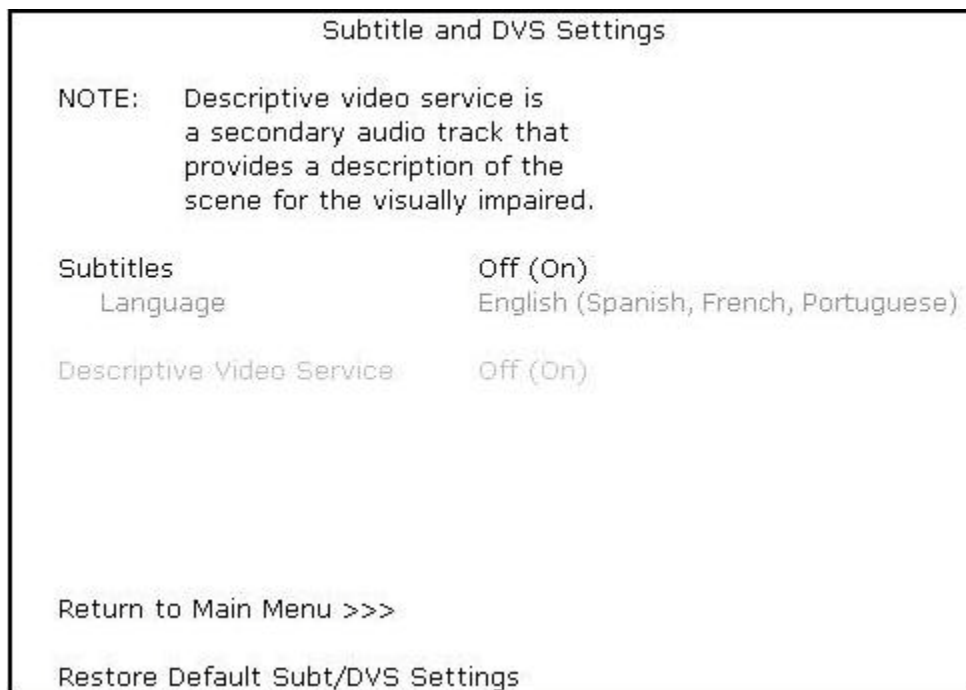 Subtitle and DVS Settings
NOTE: Descriptive video service is
a secondary audio track that
provides a description of the
scene for the visually impaired.
Subtitles Off (On)
Language English (Spanish, French, Portuguese)
Descriptive Video Service Off (On)
Return to Main Menu >>>
Restore Default Subt/DVS Settings